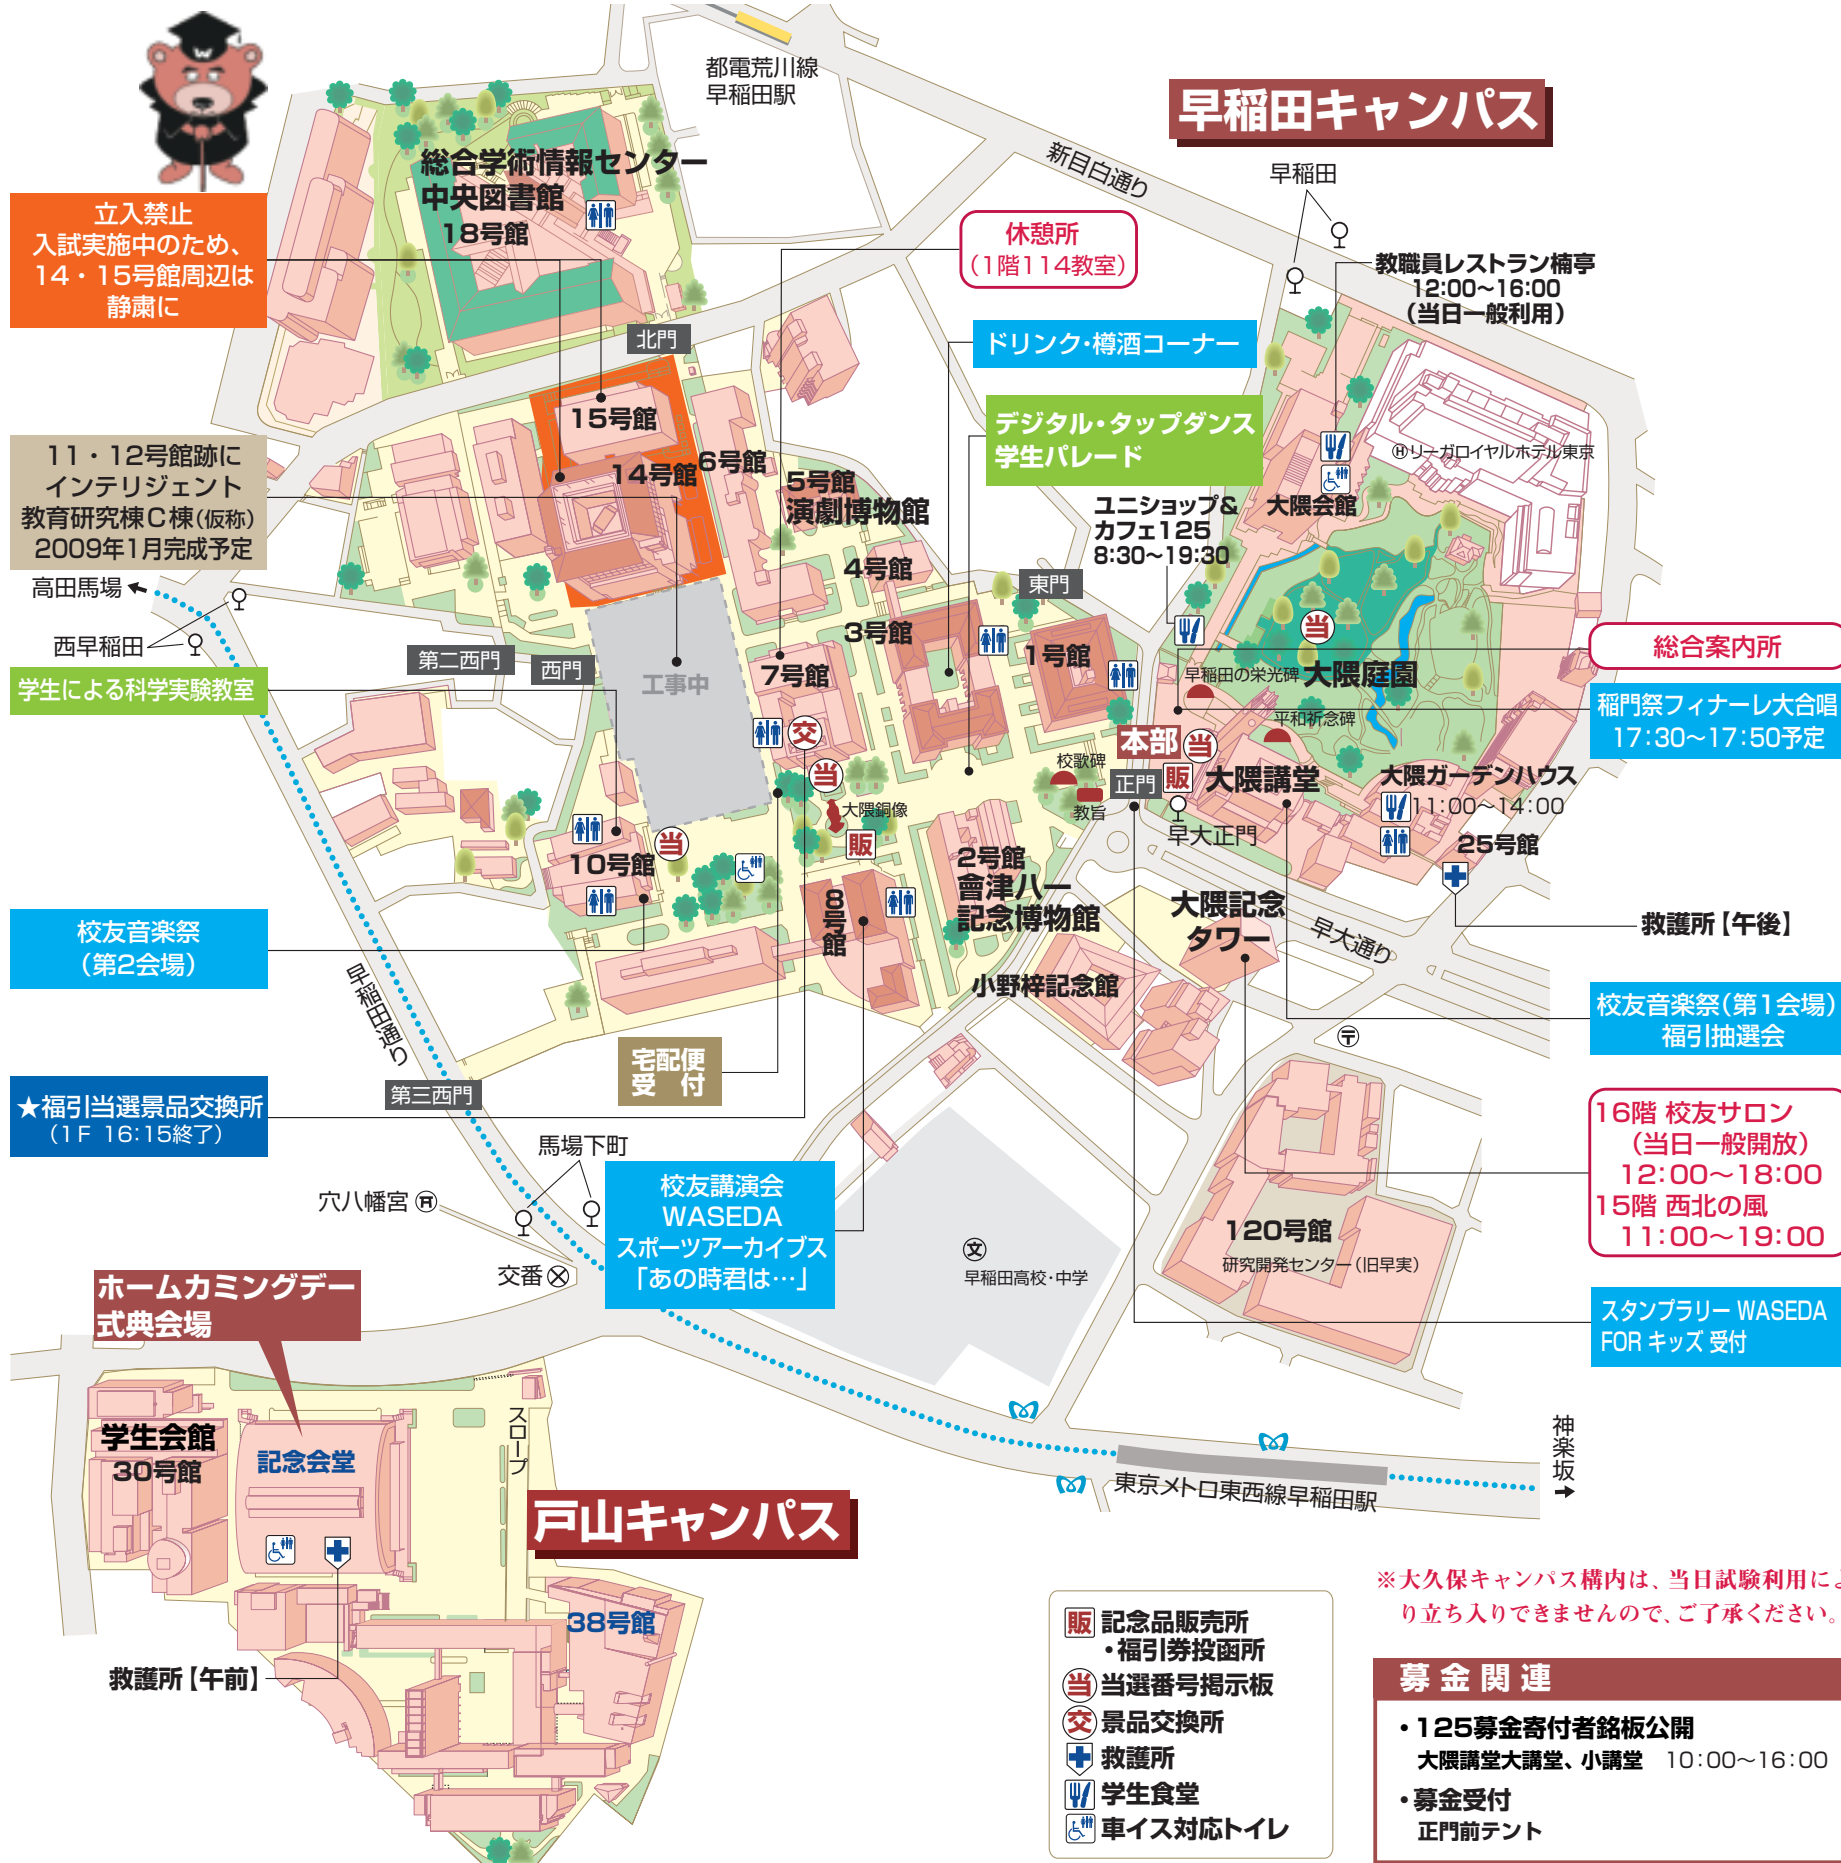 W
都電荒川線
早稲田駅
早稲田キャンパス
新目白通り
早稲田
総合学術情報センター
中央図書館
18号館
立入禁止
入試実施中のため、
14・15号館周辺は
静粛に
休憩所
(1階114教室)
教職員レストラン楠亭
12:00〜16:00
(当日一般利用)
北門
ドリンク・樽酒コーナー
15号館
14号館
6号館
5号館
演劇博物館
デジタル・タップダンス
学生パレード
Ⓗリーガロイヤルホテル東京
11・12号館跡に
インテリジェント
教育研究棟C棟(仮称)
2009年1月完成予定
ユニショップ&
カフェ125
8:30〜19:30
大隈会館
高田馬場
4号館
東門
西早稲田
3号館
1号館
当
総合案内所
第二西門
西門
工事中
7号館
早稲田の栄光碑
大隈庭園
学生による科学実験教室
稲門祭フィナーレ大合唱
17:30〜17:50予定
平和祈念碑
交
本部
当
当
校歌碑
正門
販
大隈講堂
大隈ガーデンハウス
11:00〜14:00
教旨
早大正門
大隈銅像
販
当
10号館
25号館
2号館
會津八一
記念博物館
8号館
大隈記念
タワー
早大通り
救護所【午後】
校友音楽祭
(第2会場)
小野梓記念館
早稲田通り
校友音楽祭(第1会場)
福引抽選会
〒
宅配便
受 付
第三西門
★福引当選景品交換所
(1F 16:15終了)
16階 校友サロン
(当日一般開放)
12:00〜18:00
15階 西北の風
11:00〜19:00
馬場下町
穴八幡宮
校友講演会
WASEDA
スポーツアーカイブス
「あの時君は…」
120号館
研究開発センター(旧早実)
文
早稲田高校・中学
交番
ホームカミングデー
式典会場
スタンプラリー WASEDA
FOR キッズ 受付
スロープ
学生会館
30号館
記念会堂
神楽坂
東京メトロ東西線早稲田駅
戸山キャンパス
38号館
救護所【午前】
※大久保キャンパス構内は、当日試験利用によ
り立ち入りできませんので、ご了承ください。
販 記念品販売所
・福引券投函所
当 当選番号掲示板
交 景品交換所
救護所
学生食堂
車イス対応トイレ
募金関連
・125募金寄付者銘板公開
大隈講堂大講堂、小講堂 10:00〜16:00
・募金受付
正門前テント